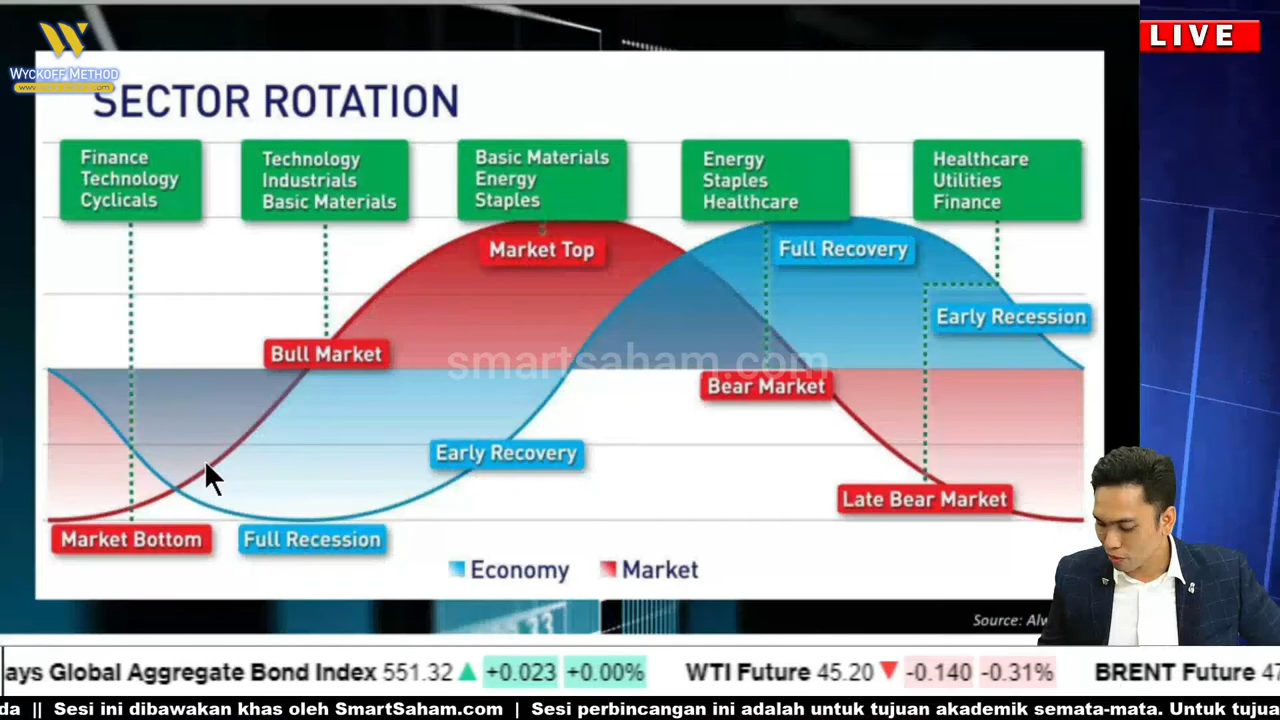 WYCKOFF METHOD
LIVE
SECTOR ROTATION
Finance
Technology
Cyclicals
Technology
Industrials
Basic Materials
Basic Materials
Energy
Staples
Energy
Staples
Healthcare
Healthcare
Utilities
Finance
Market Top
Full Recovery
Early Recession
Bull Market
smartsaham.com
Bear Market
Early Recovery
Late Bear Market
Market Bottom
Full Recession
Economy
Market
Source:
ays Global Aggregate Bond Index 551.32 +0.023 +0.00% WTI Future 45.20 -0.140 -0.31% BRENT Future 47
da || Sesi ini dibawakan khas oleh SmartSaham.com | Sesi perbincangan ini adalah untuk tujuan akademik semata-mata. Untuk tujua